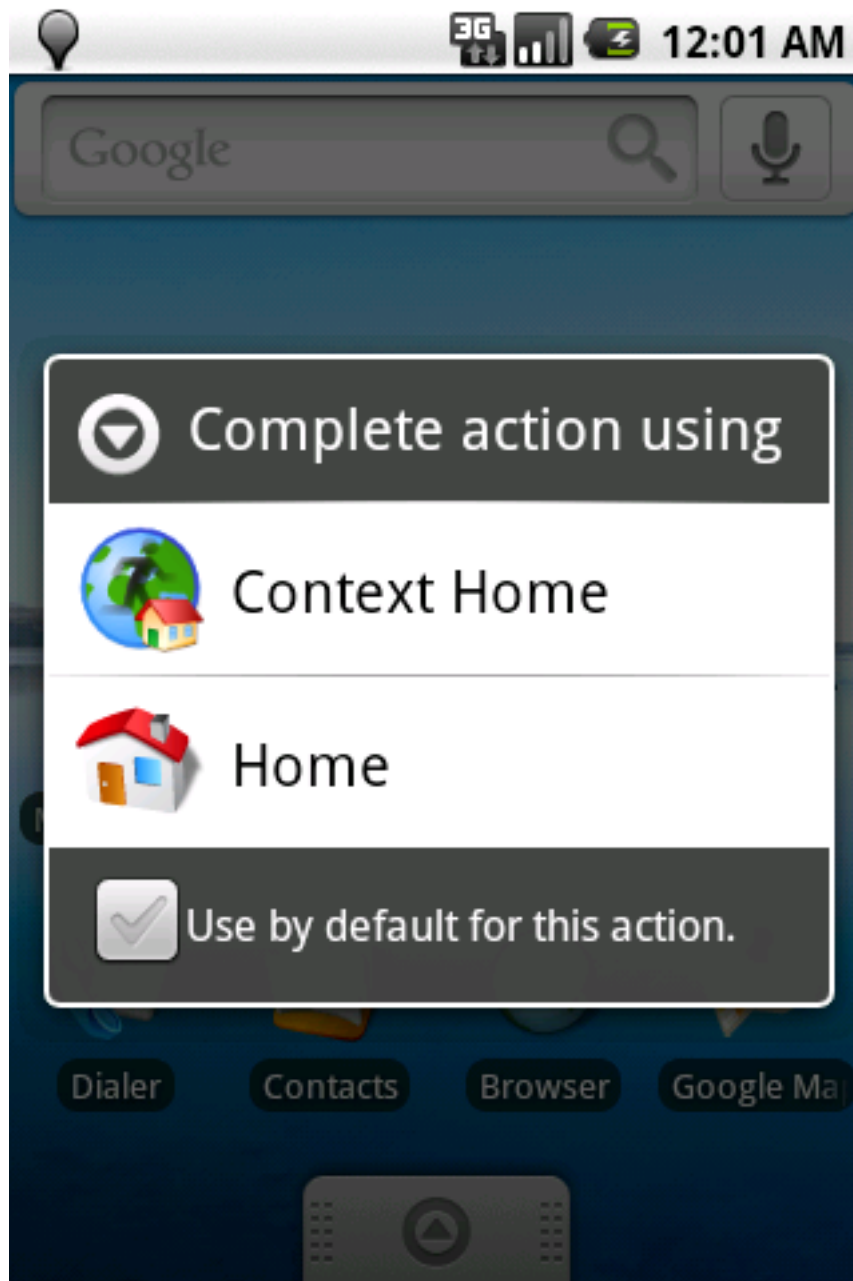 3G 12:01 AM
Google
Complete action using
Context Home
Home
Use by default for this action.
Dialer Contacts Browser Google Ma